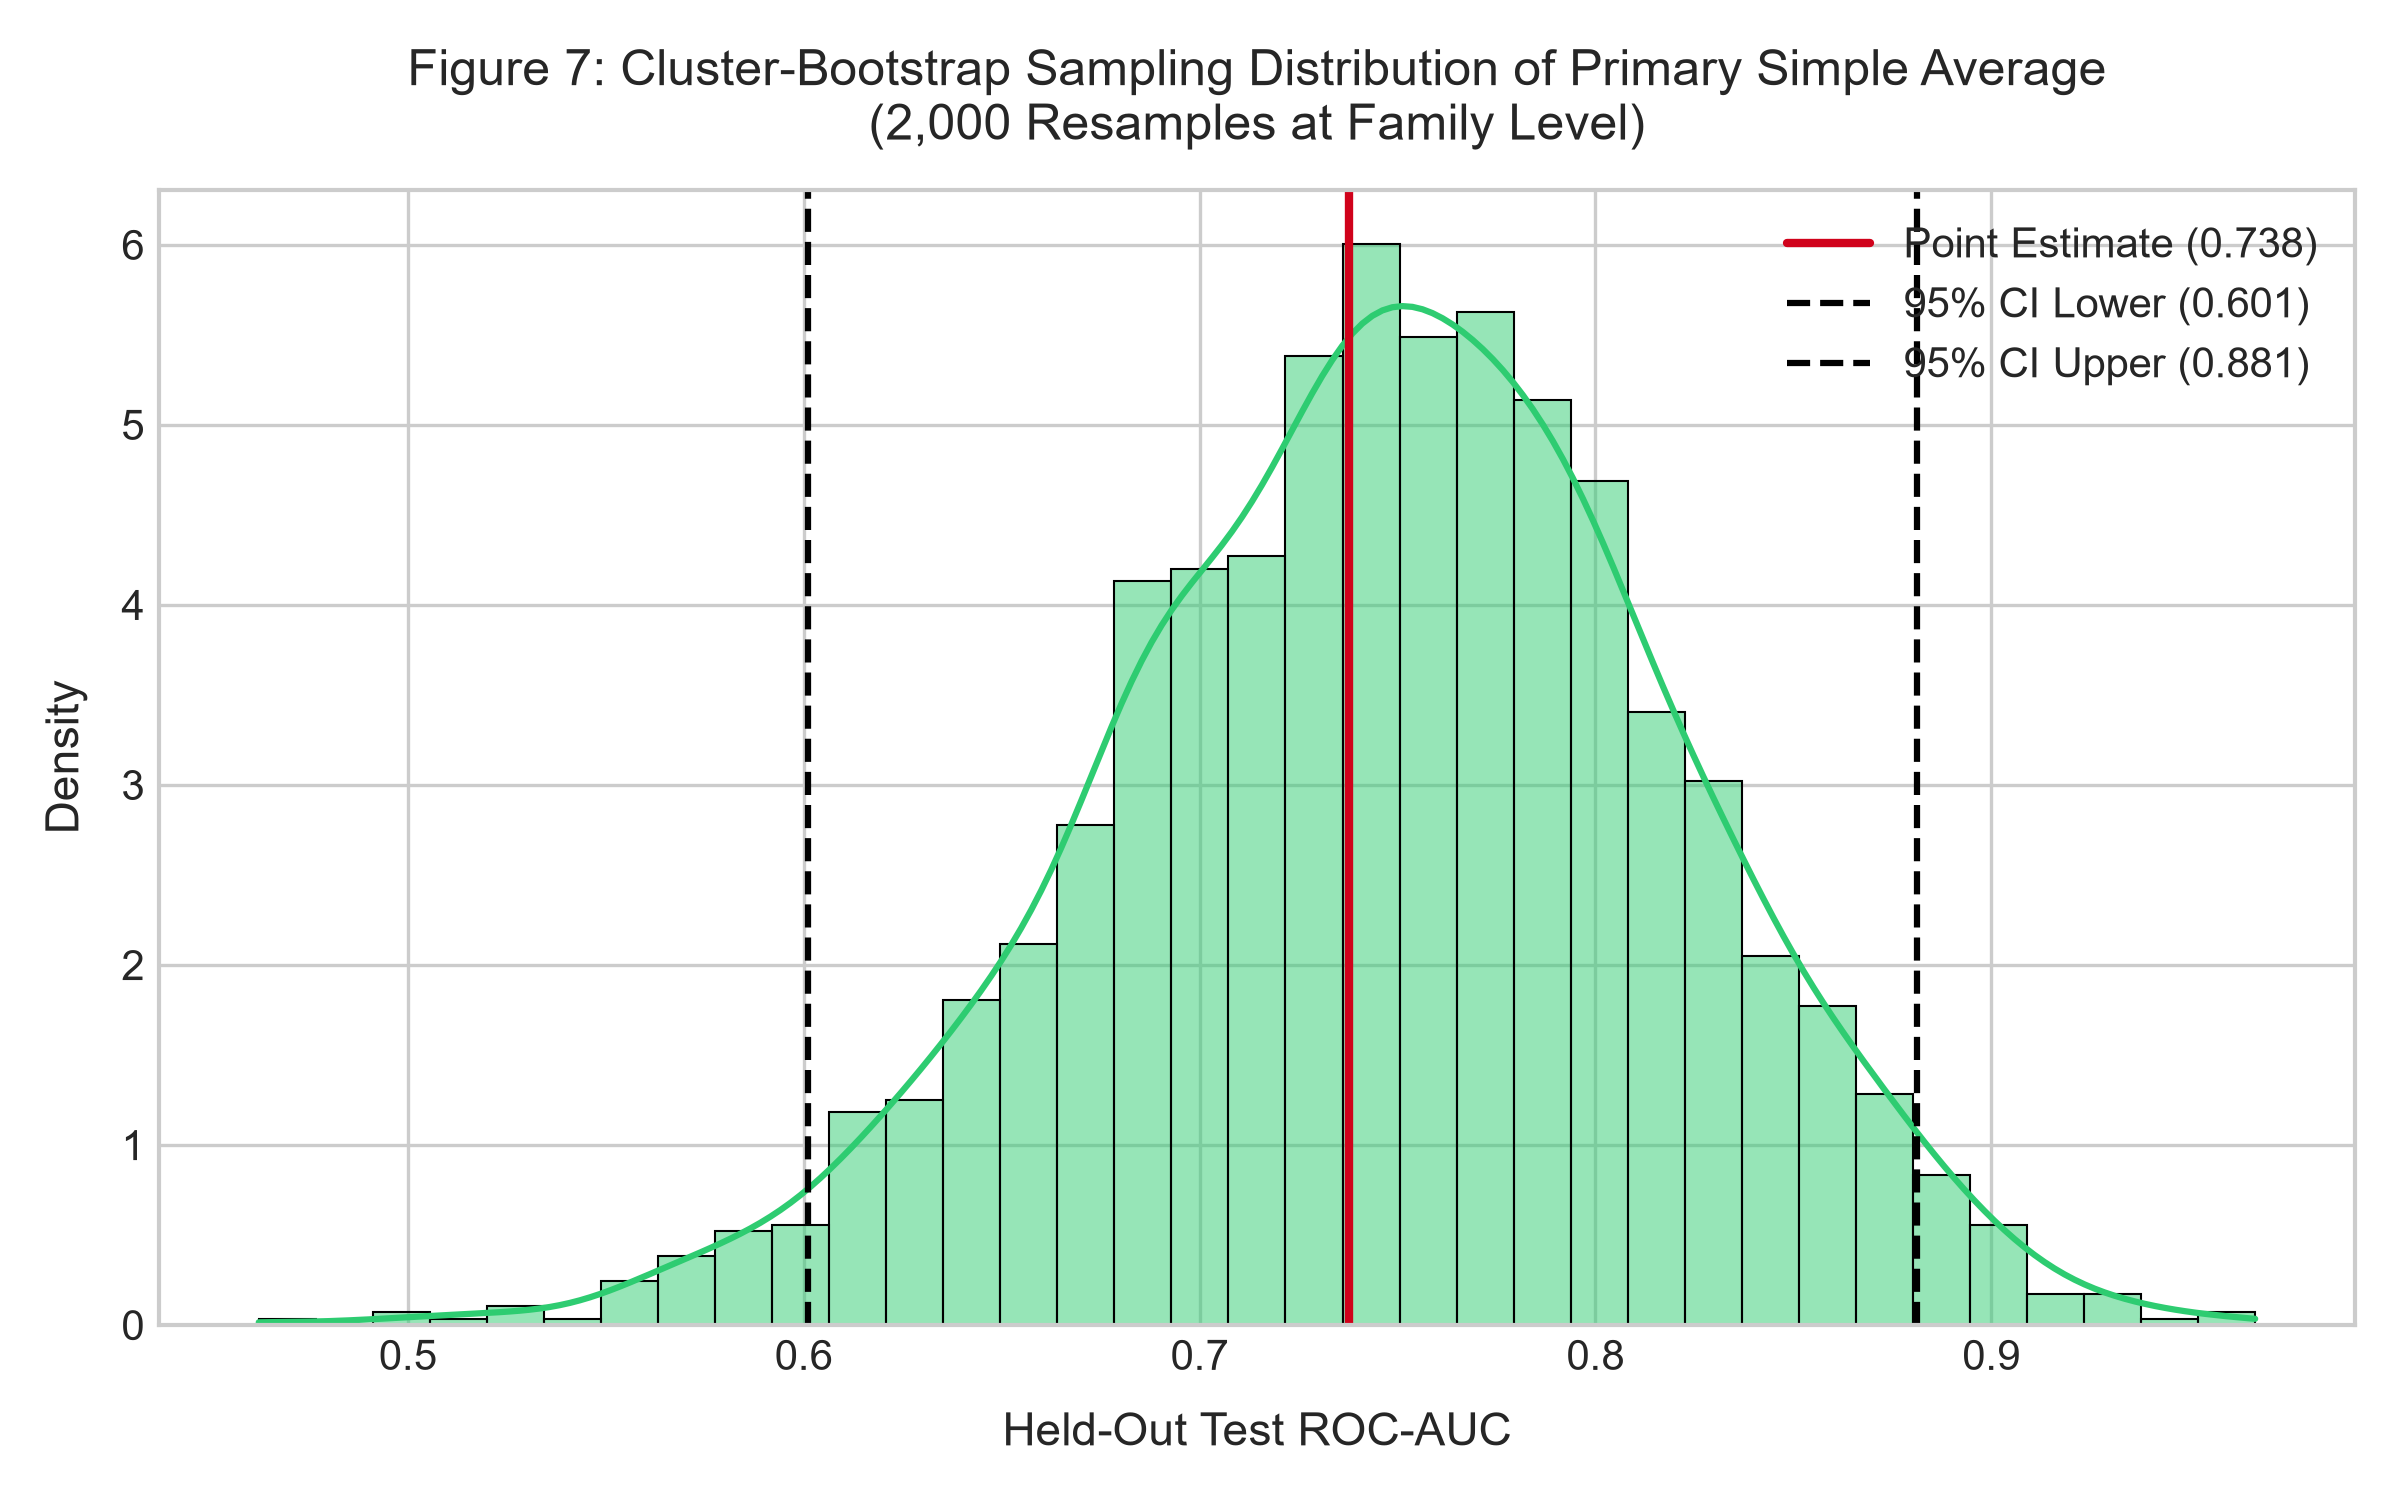 Figure 7: Cluster-Bootstrap Sampling Distribution of Primary Simple Average
(2,000 Resamples at Family Level)
Point Estimate (0.738)
95% CI Lower (0.601)
95% CI Upper (0.881)
6
5
4
3
2
1
0
Density
0.5
0.6
0.7
0.8
0.9
Held-Out Test ROC-AUC